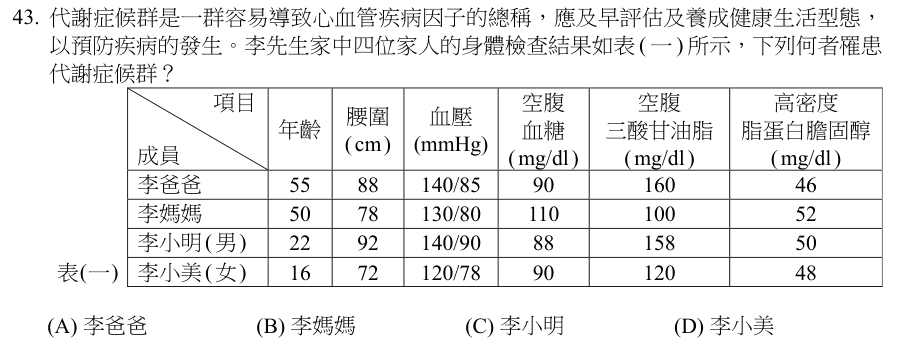 43. 代謝症候群是一群容易導致心血管疾病因子的總稱，應及早評估及養成健康生活型態，
以預防疾病的發生。李先生家中四位家人的身體檢查結果如表(一)所示，下列何者罹患
代謝症候群？
項目 成員 年齡 腰圍(cm) 血壓(mmHg) 空腹血糖(mg/dl) 空腹三酸甘油脂(mg/dl) 高密度脂蛋白膽固醇(mg/dl)
李爸爸 55 88 140/85 90 160 46
李媽媽 50 78 130/80 110 100 52
李小明(男) 22 92 140/90 88 158 50
表(一) 李小美(女) 16 72 120/78 90 120 48
(A) 李爸爸 (B) 李媽媽 (C) 李小明 (D) 李小美